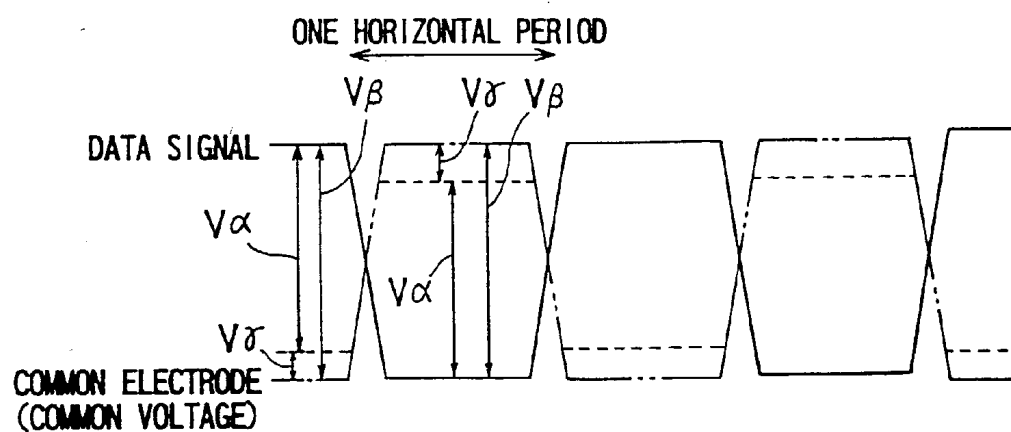 ONE HORIZONTAL PERIOD
Vβ
Vγ
Vβ
DATA SIGNAL
Vα
Vα
Vγ
COMMON ELECTRODE
(COMMON VOLTAGE)